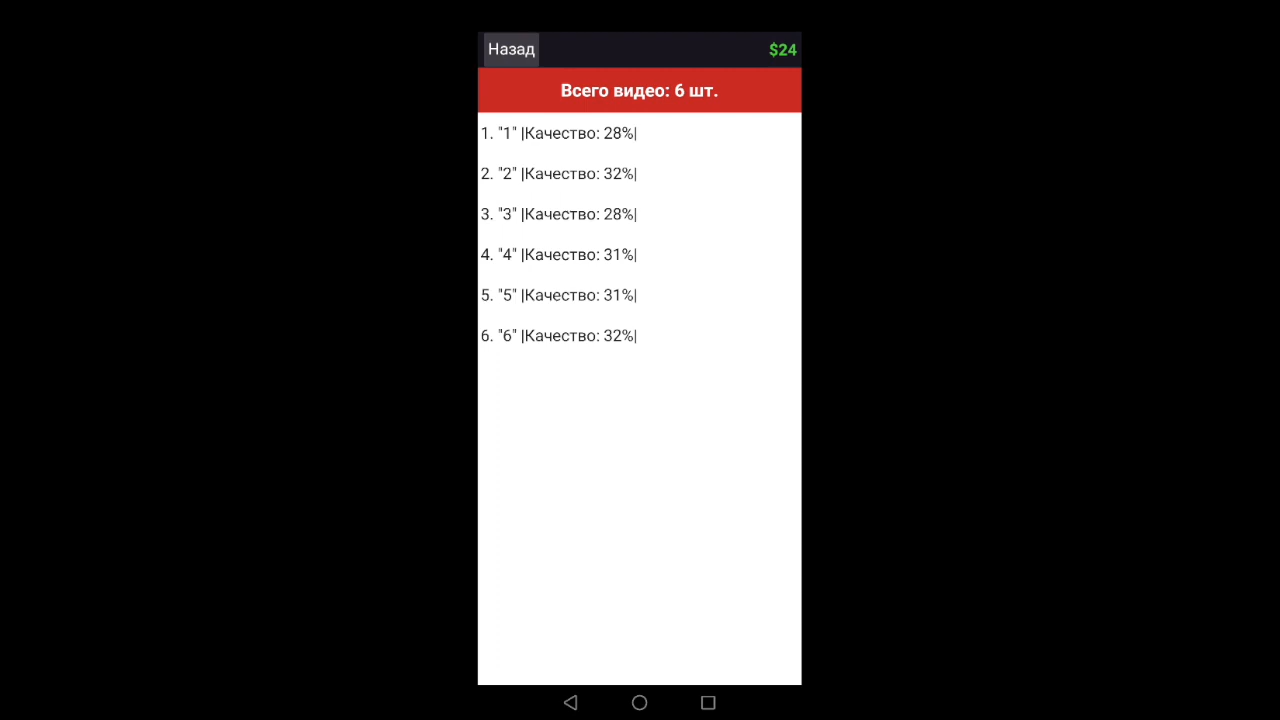 Назад
$24
Всего видео: 6 шт.
1. "1" |Качество: 28%|
2. "2" |Качество: 32%|
3. "3" |Качество: 28%|
4. "4" |Качество: 31%|
5. "5" |Качество: 31%|
6. "6" |Качество: 32%|